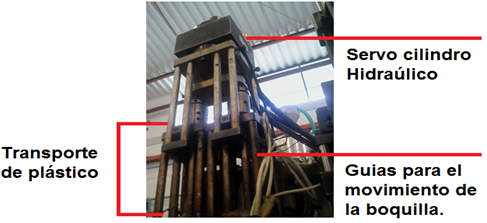 Servo cilindro
Hidraúlico
Transporte
de plástico
Guias para el
movimiento de
la boquilla.